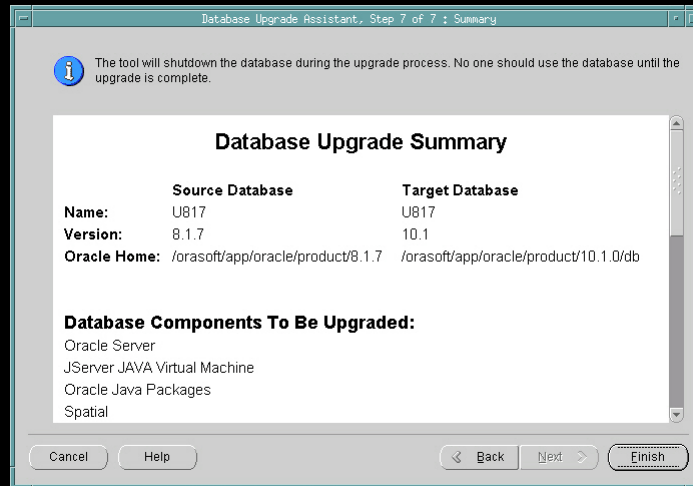 Database Upgrade Assistant, Step 7 of 7 : Summary
The tool will shutdown the database during the upgrade process. No one should use the database until the
upgrade is complete.
Database Upgrade Summary
Source Database Target Database
Name: U817 U817
Version: 8.1.7 10.1
Oracle Home: /orasoft/app/oracle/product/8.1.7 /orasoft/app/oracle/product/10.1.0/db
Database Components To Be Upgraded:
Oracle Server
JServer JAVA Virtual Machine
Oracle Java Packages
Spatial
Cancel Help Back Next Finish